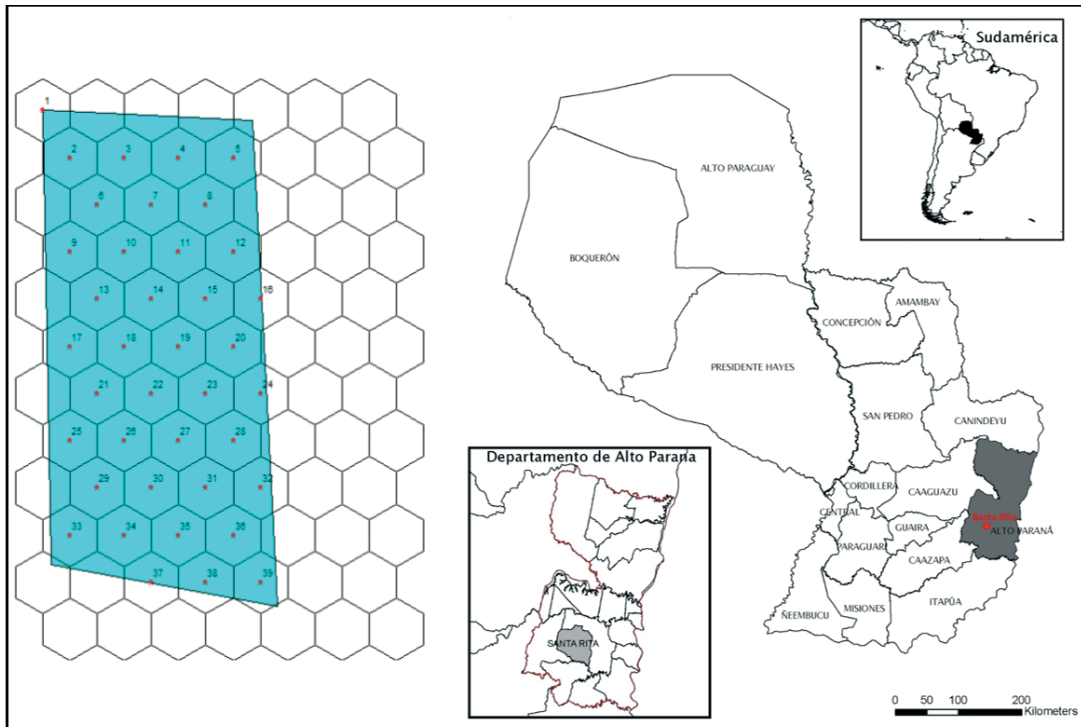 1
2 3 4 5
6 7 8
9 10 11 12
13 14 15 16
17 18 19 20
21 22 23 24
25 26 27 28
29 30 31 32
33 34 35 36
37 38 39
Sudamérica
ALTO PARAGUAY
BOQUERÓN
PRESIDENTE HAYES
CONCEPCIÓN
AMAMBAY
SAN PEDRO
CANINDEYU
CORDILLERA
CAAGUAZU
CENTRAL
GUAIRA
Santa Rita
ALTO PARANÁ
PARAGUARI
CAAZAPA
ÑEEMBUCU
MISIONES
ITAPÚA
Departamento de Alto Parana
SANTA RITA
0 50 100 200
Kilometers